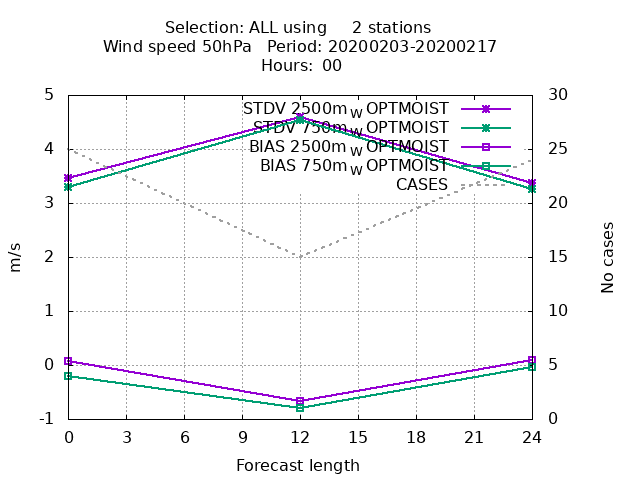 Selection: ALL using     2 stations
Wind speed 50hPa   Period: 20200203-20200217
Hours: 00
5
4
3
2
1
0
-1
30
25
20
15
10
5
0
STDV 2500m_W OPTMOIST
STDV 750m_W OPTMOIST
BIAS 2500m_W OPTMOIST
BIAS 750m_W OPTMOIST
CASES
m/s
No cases
0 3 6 9 12 15 18 21 24
Forecast length